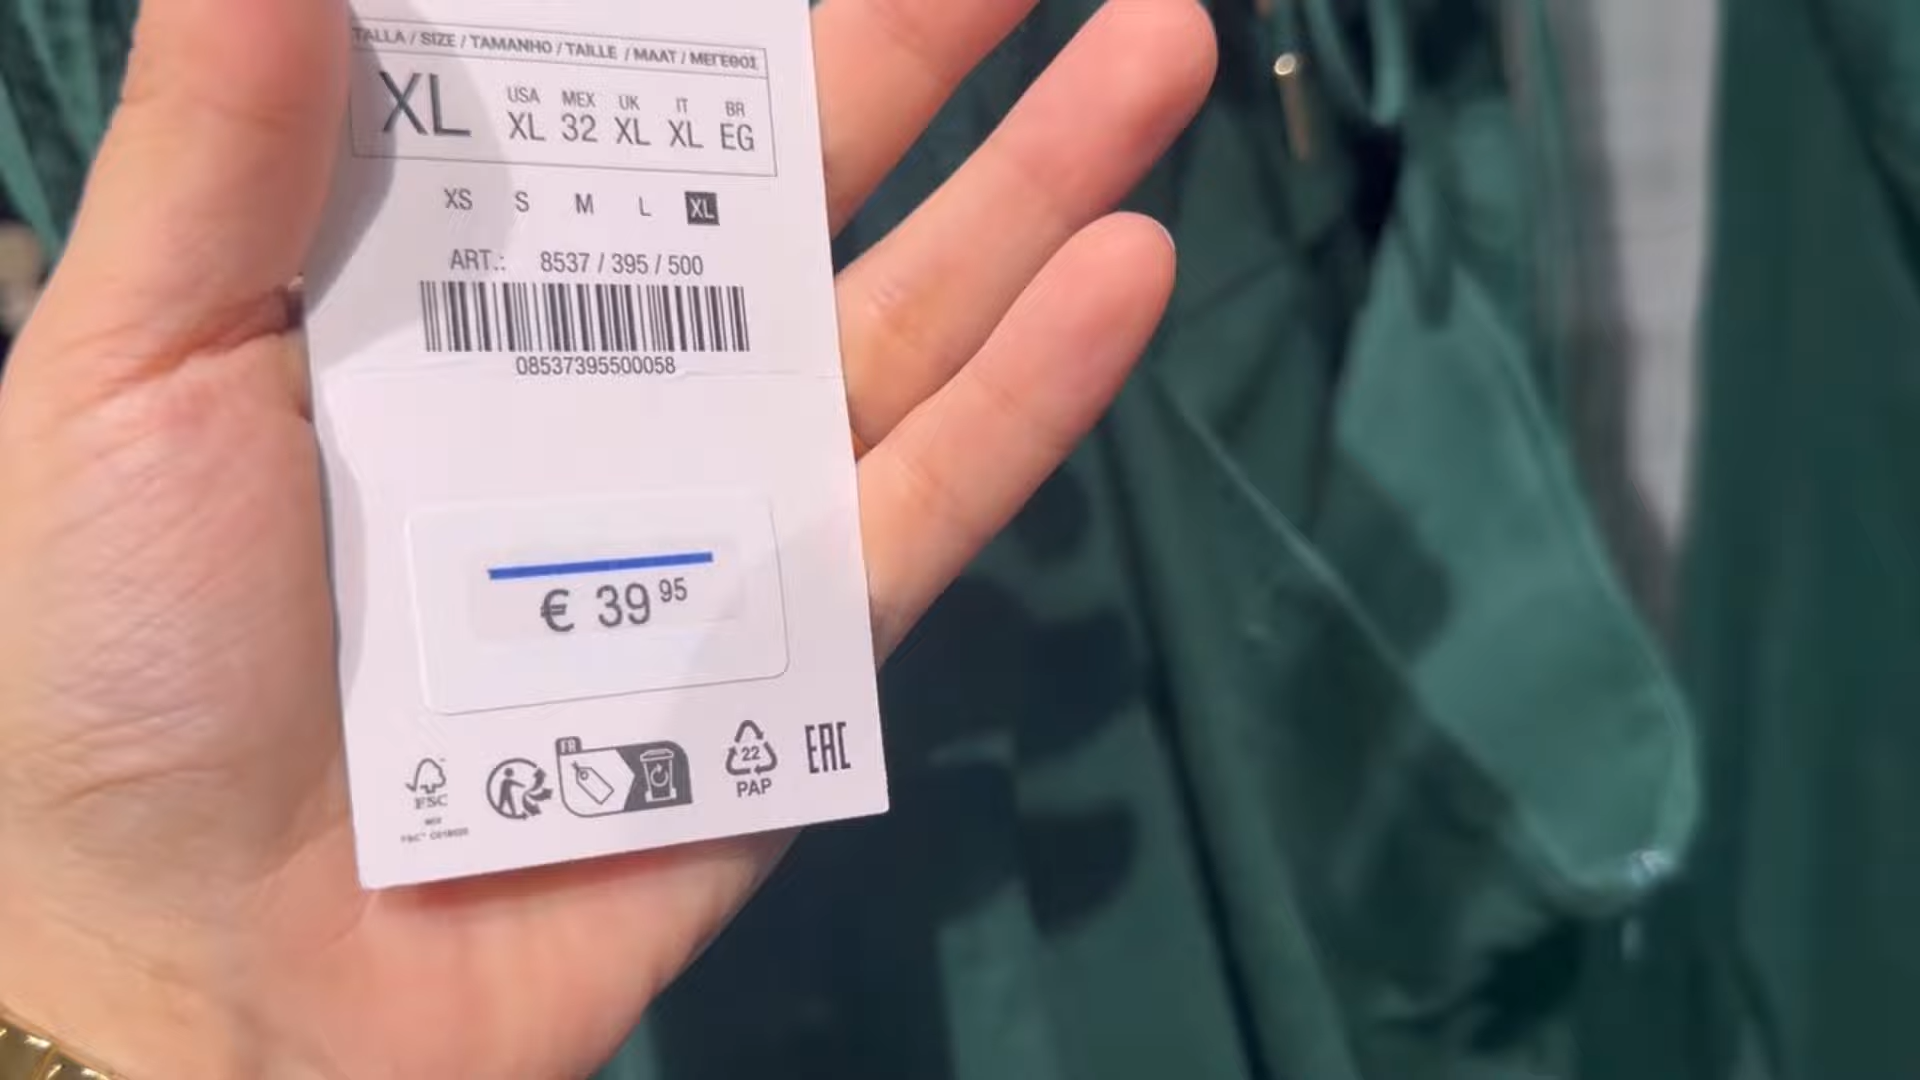 TALLA / SIZE / TAMANHO / TAILLE / MAAT / ΜΕΓΕΘΟΣ
XL
USA MEX UK IT BR
XL 32 XL XL EG
XS S M L XL
ART.: 8537 / 395 / 500
08537395500058
€ 39 95
FR
FSC
22
PAP
EAC